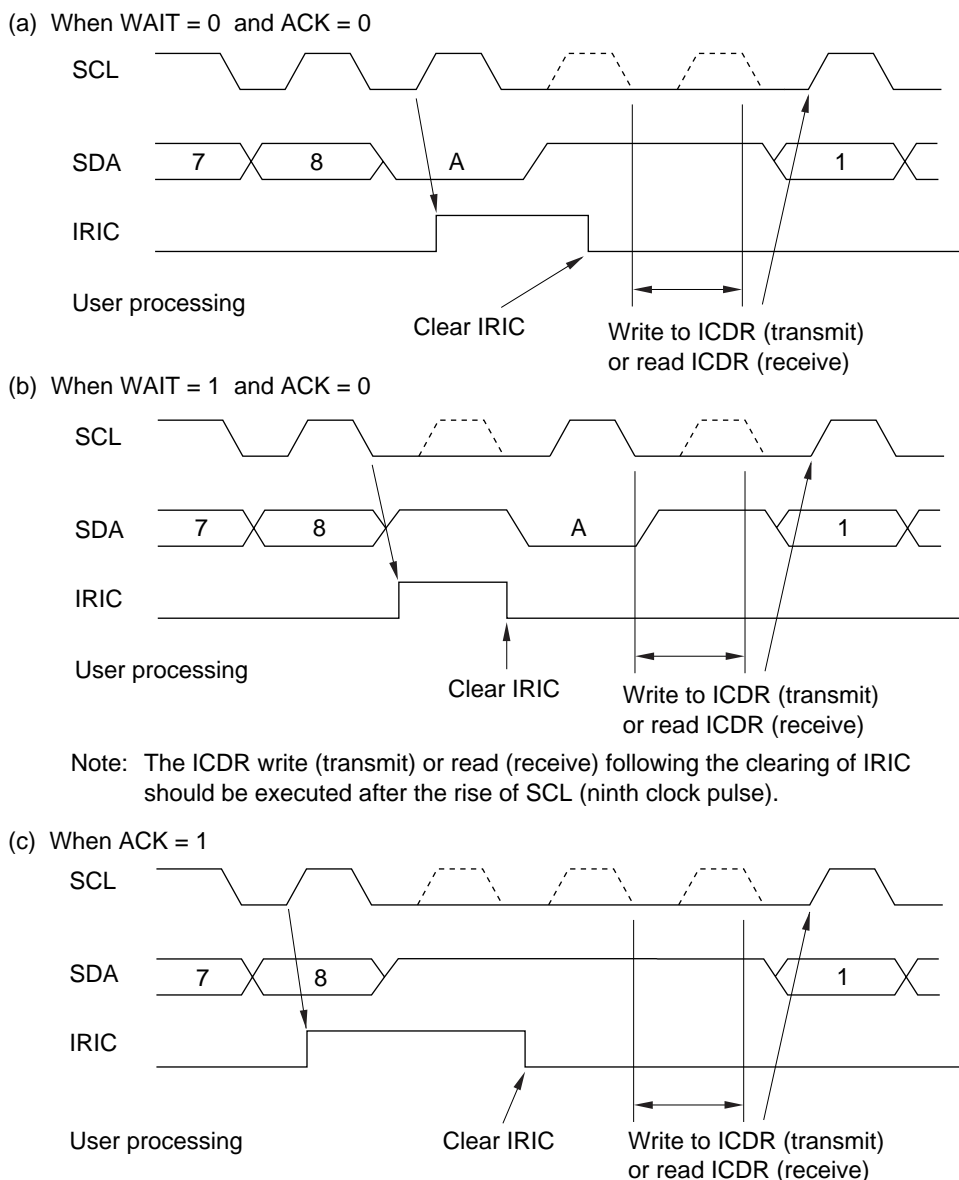 (a) When WAIT = 0 and ACK = 0
SCL
SDA 7 8 A 1
IRIC
User processing
Clear IRIC
Write to ICDR (transmit)
or read ICDR (receive)
(b) When WAIT = 1 and ACK = 0
SCL
SDA 7 8 A 1
IRIC
User processing
Clear IRIC
Write to ICDR (transmit)
or read ICDR (receive)
Note: The ICDR write (transmit) or read (receive) following the clearing of IRIC
should be executed after the rise of SCL (ninth clock pulse).
(c) When ACK = 1
SCL
SDA 7 8 1
IRIC
User processing
Clear IRIC
Write to ICDR (transmit)
or read ICDR (receive)